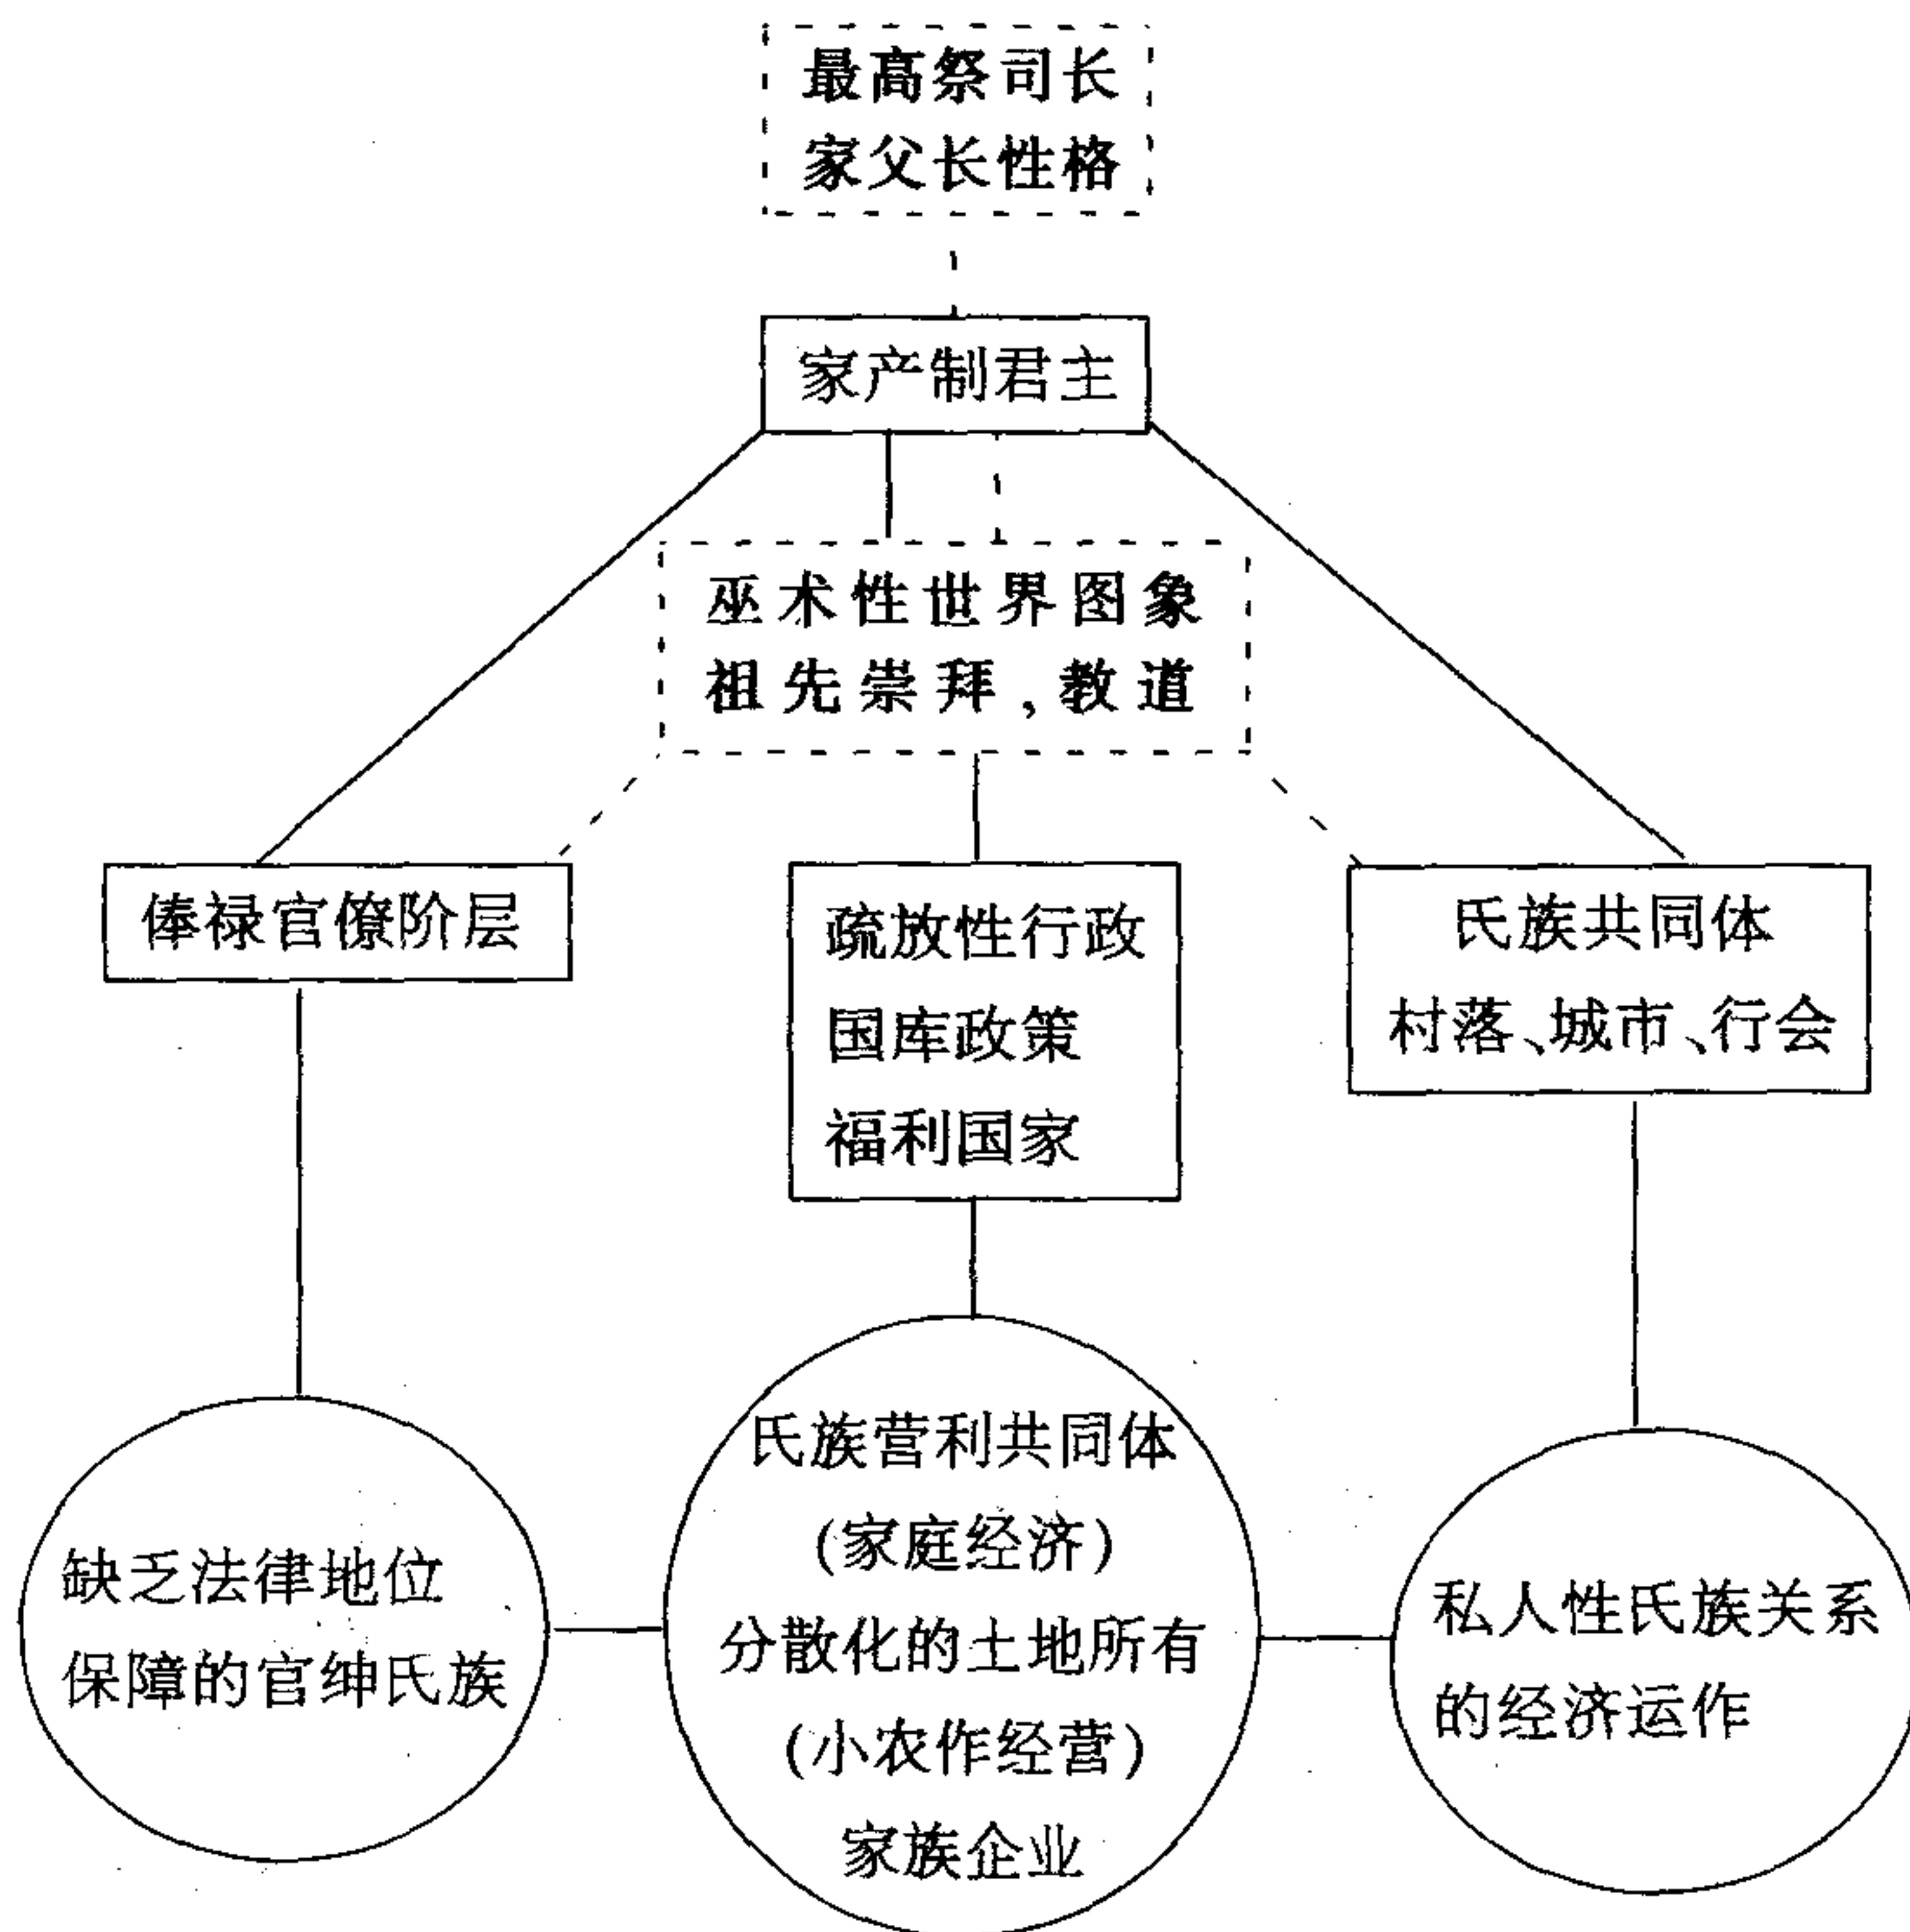 最高祭司长
家父长性格
家产制君主
巫术性世界图象
祖先崇拜,教道
俸禄官僚阶层
疏放性行政
国库政策
福利国家
氏族共同体
村落、城市、行会
缺乏法律地位
保障的官绅氏族
氏族营利共同体
(家庭经济)
分散化的土地所有
(小农作经营)
家族企业
私人性氏族关系
的经济运作